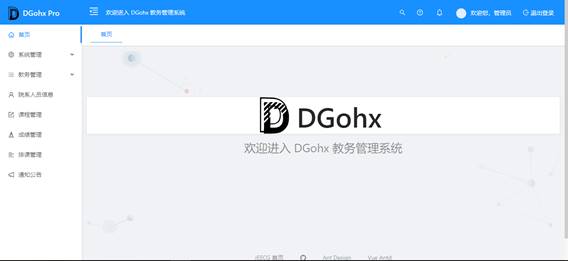 DGohx Pro
欢迎进入 DGohx 教务管理系统
欢迎您，管理员
退出登录
首页
首页
系统管理
教务管理
院系人员信息
课程管理
成绩管理
排课管理
通知公告
DGohx
欢迎进入 DGohx 教务管理系统
JEECG 首页
Ant Design
Vue Antd